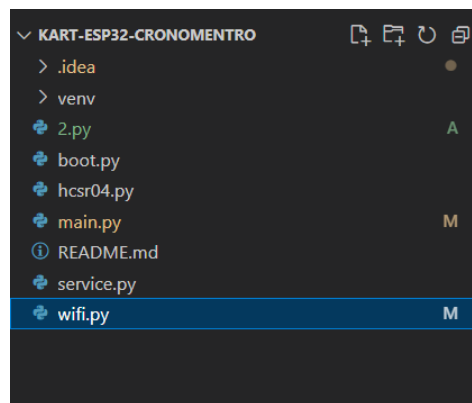 KART-ESP32-CRONOMENTRO
.idea
venv
2.py A
boot.py
hcsr04.py
main.py M
README.md
service.py
wifi.py M